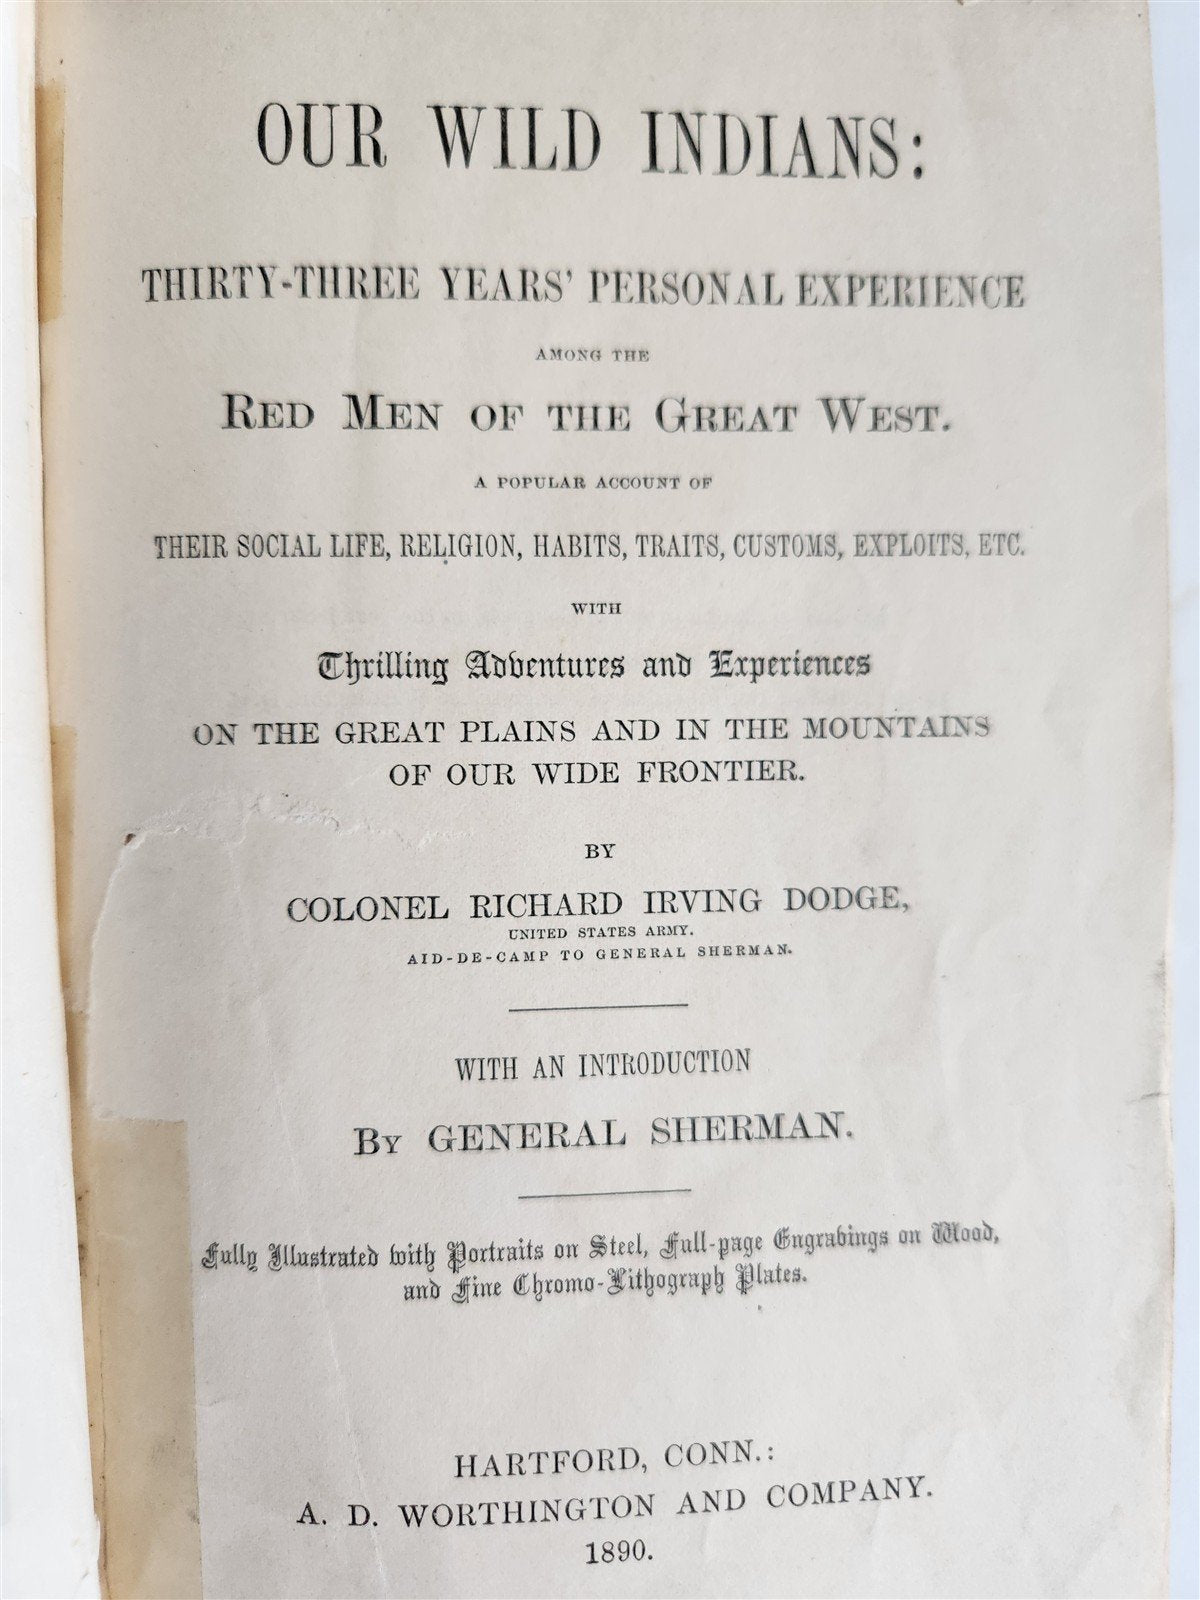 OUR WILD INDIANS:
THIRTY-THREE YEARS' PERSONAL EXPERIENCE
AMONG THE
RED MEN OF THE GREAT WEST.
A POPULAR ACCOUNT OF
THEIR SOCIAL LIFE, RELIGION, HABITS, TRAITS, CUSTOMS, EXPLOITS, ETC.
WITH
Thrilling Adventures and Experiences
ON THE GREAT PLAINS AND IN THE MOUNTAINS
OF OUR WIDE FRONTIER.
BY
COLONEL RICHARD IRVING DODGE,
UNITED STATES ARMY.
AID-DE-CAMP TO GENERAL SHERMAN.
WITH AN INTRODUCTION
BY GENERAL SHERMAN.
Fully Illustrated with Portraits on Steel, Full-page Engravings on Wood,
and Fine Chromo-Lithograph Plates.
HARTFORD, CONN.:
A. D. WORTHINGTON AND COMPANY.
1890.